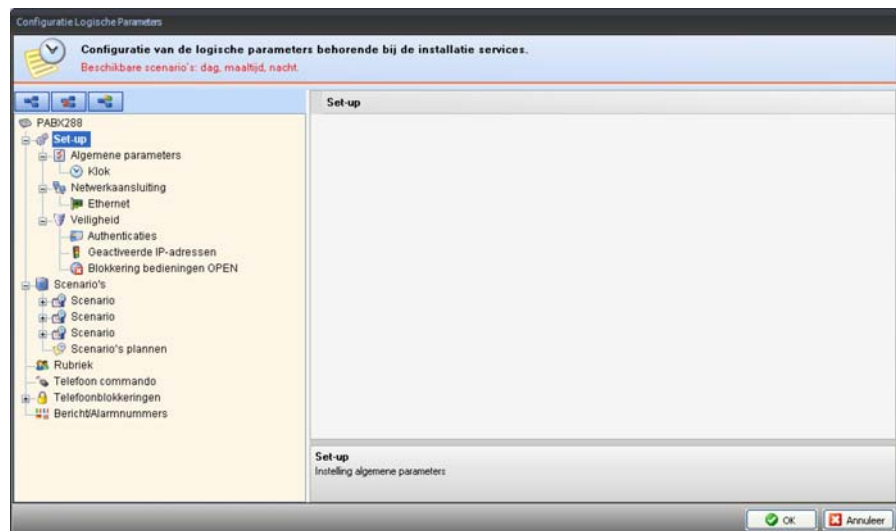 Configuratie Logische Parameters
Configuratie van de logische parameters behorende bij de installatie services.
Beschikbare scenario's: dag, maaltijd, nacht.
PABX288
Set-up
Algemene parameters
Klok
Netwerkaansluiting
Ethernet
Veiligheid
Authenticaties
Geactiveerde IP-adressen
Blokkering bedieningen OPEN
Scenario's
Scenario
Scenario
Scenario
Scenario's plannen
Rubriek
Telefoon commando
Telefoonblokkeringen
Bericht/Alarmnummers
Set-up
Set-up
Instelling algemene parameters
OK
Annuleer